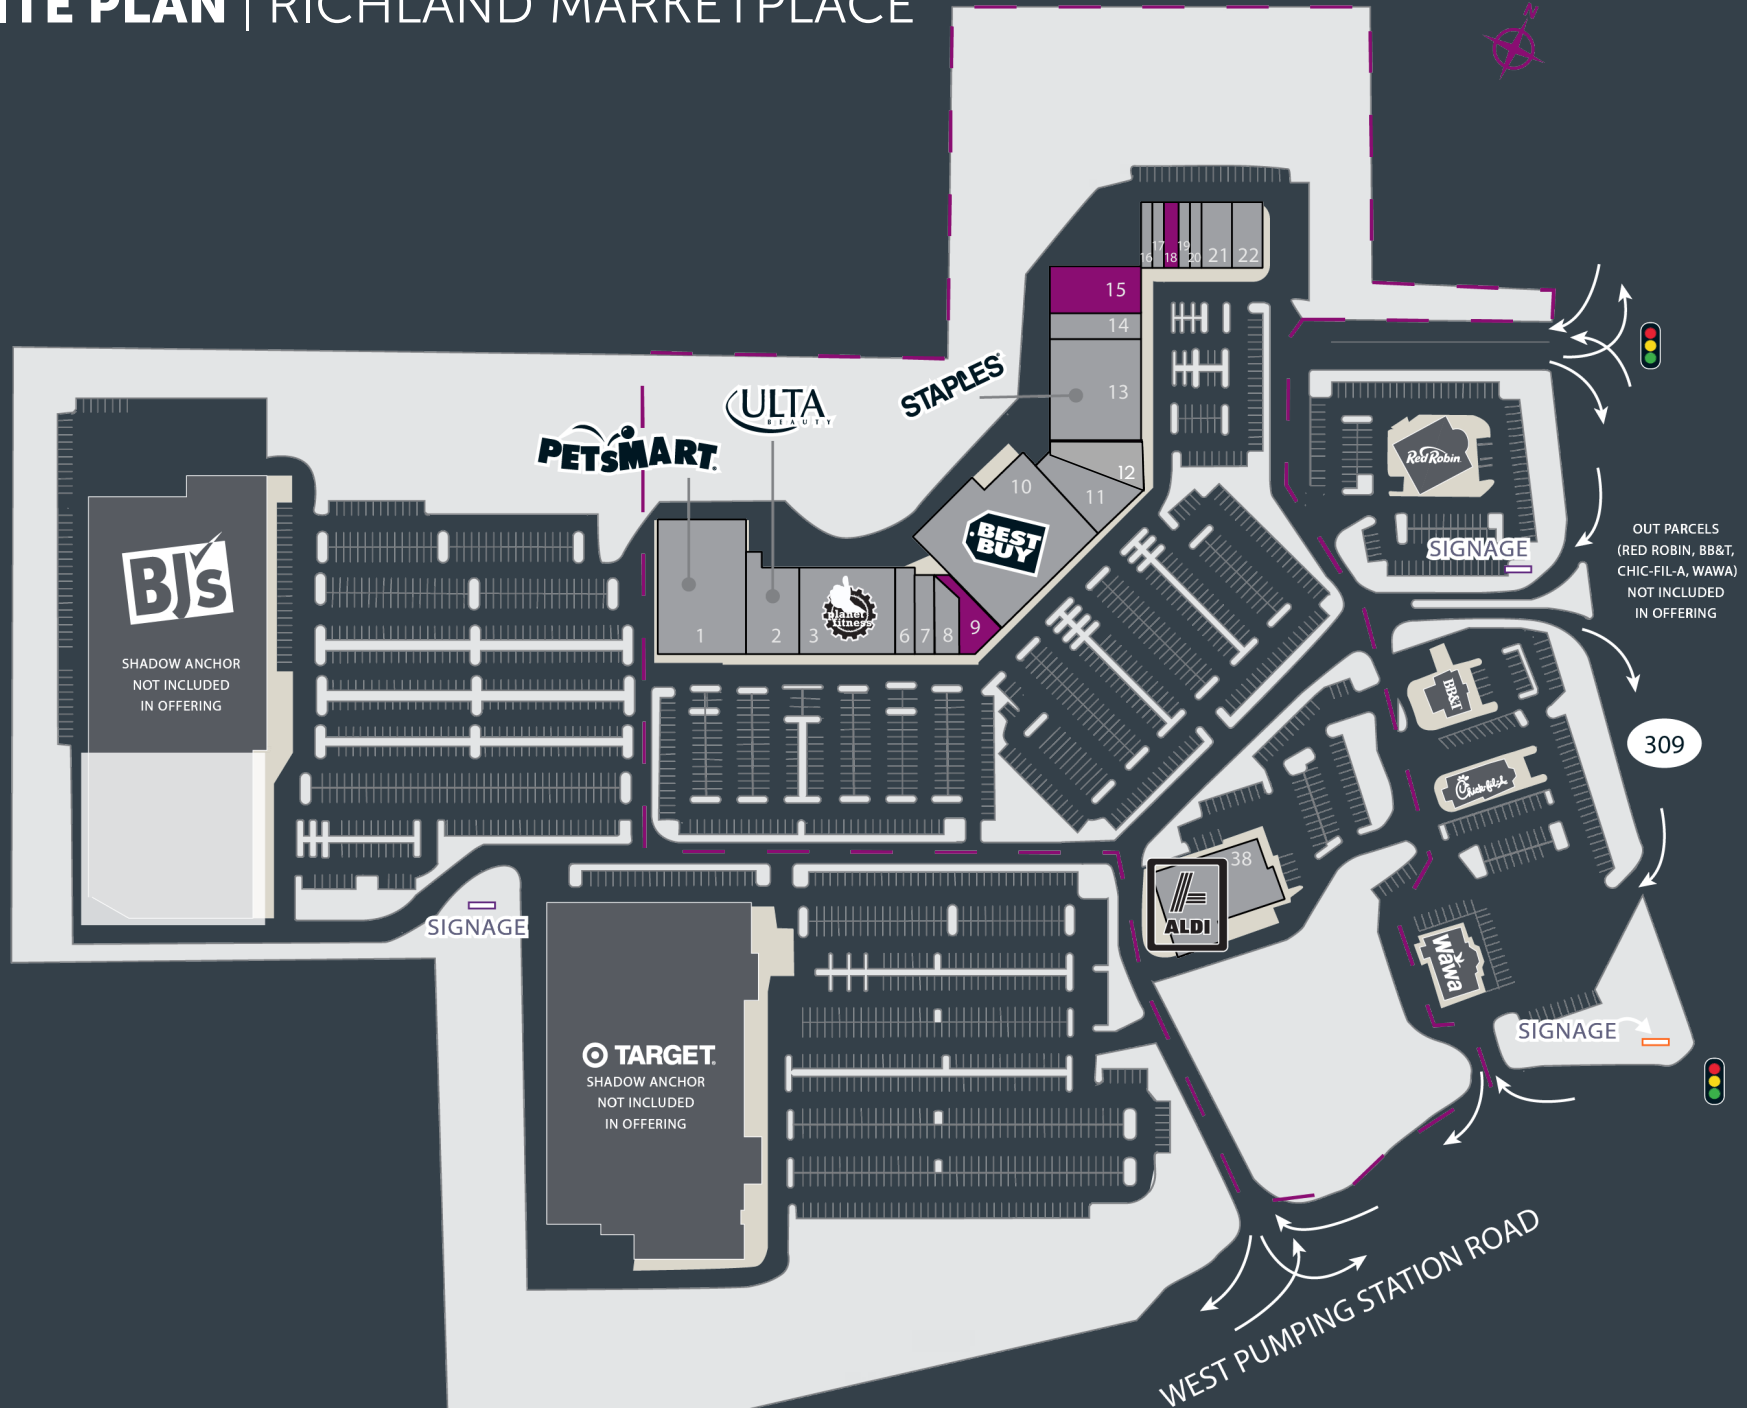 ITE PLAN | RICHLAND MARKETPLACE
N
16
17
18
19
20
21
22
15
14
STAPLES
13
ULTA
BEAUTY
PETSMART
12
11
10
BEST
BUY
Red Robin
SIGNAGE
OUT PARCELS
(RED ROBIN, BB&T,
CHIC-FIL-A, WAWA)
NOT INCLUDED
IN OFFERING
BJ's
SHADOW ANCHOR
NOT INCLUDED
IN OFFERING
1
2
3
planet
fitness
6
7
8
9
BB&T
309
Chick-fil-A
38
ALDI
SIGNAGE
Wawa
SIGNAGE
TARGET
SHADOW ANCHOR
NOT INCLUDED
IN OFFERING
WEST PUMPING STATION ROAD